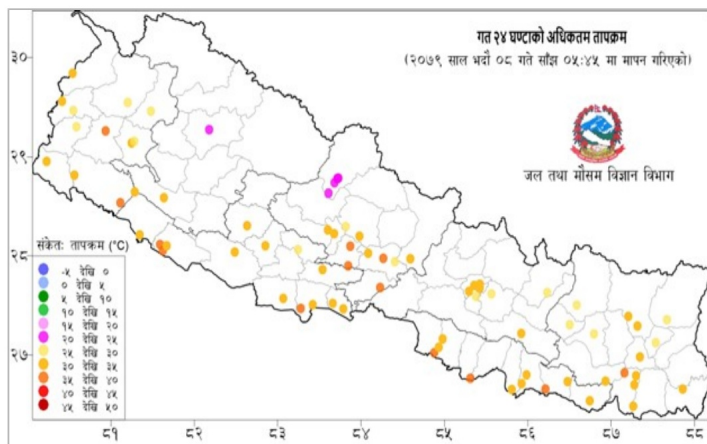 गत २४ घण्टाको अधिकतम तापक्रम
(२०७९ साल भदौ ०८ गते साँझ ०५:४५ मा मापन गरिएको)
जल तथा मौसम विज्ञान विभाग
३०
२९
२८
२७
संकेतः तापक्रम (°C)
-५ देखि ०
० देखि ५
५ देखि १०
१० देखि १५
१५ देखि २०
२० देखि २५
२५ देखि ३०
३० देखि ३५
३५ देखि ४०
४० देखि ४५
४५ देखि ५०
८१ ८२ ८३ ८४ ८५ ८६ ८७ ८८